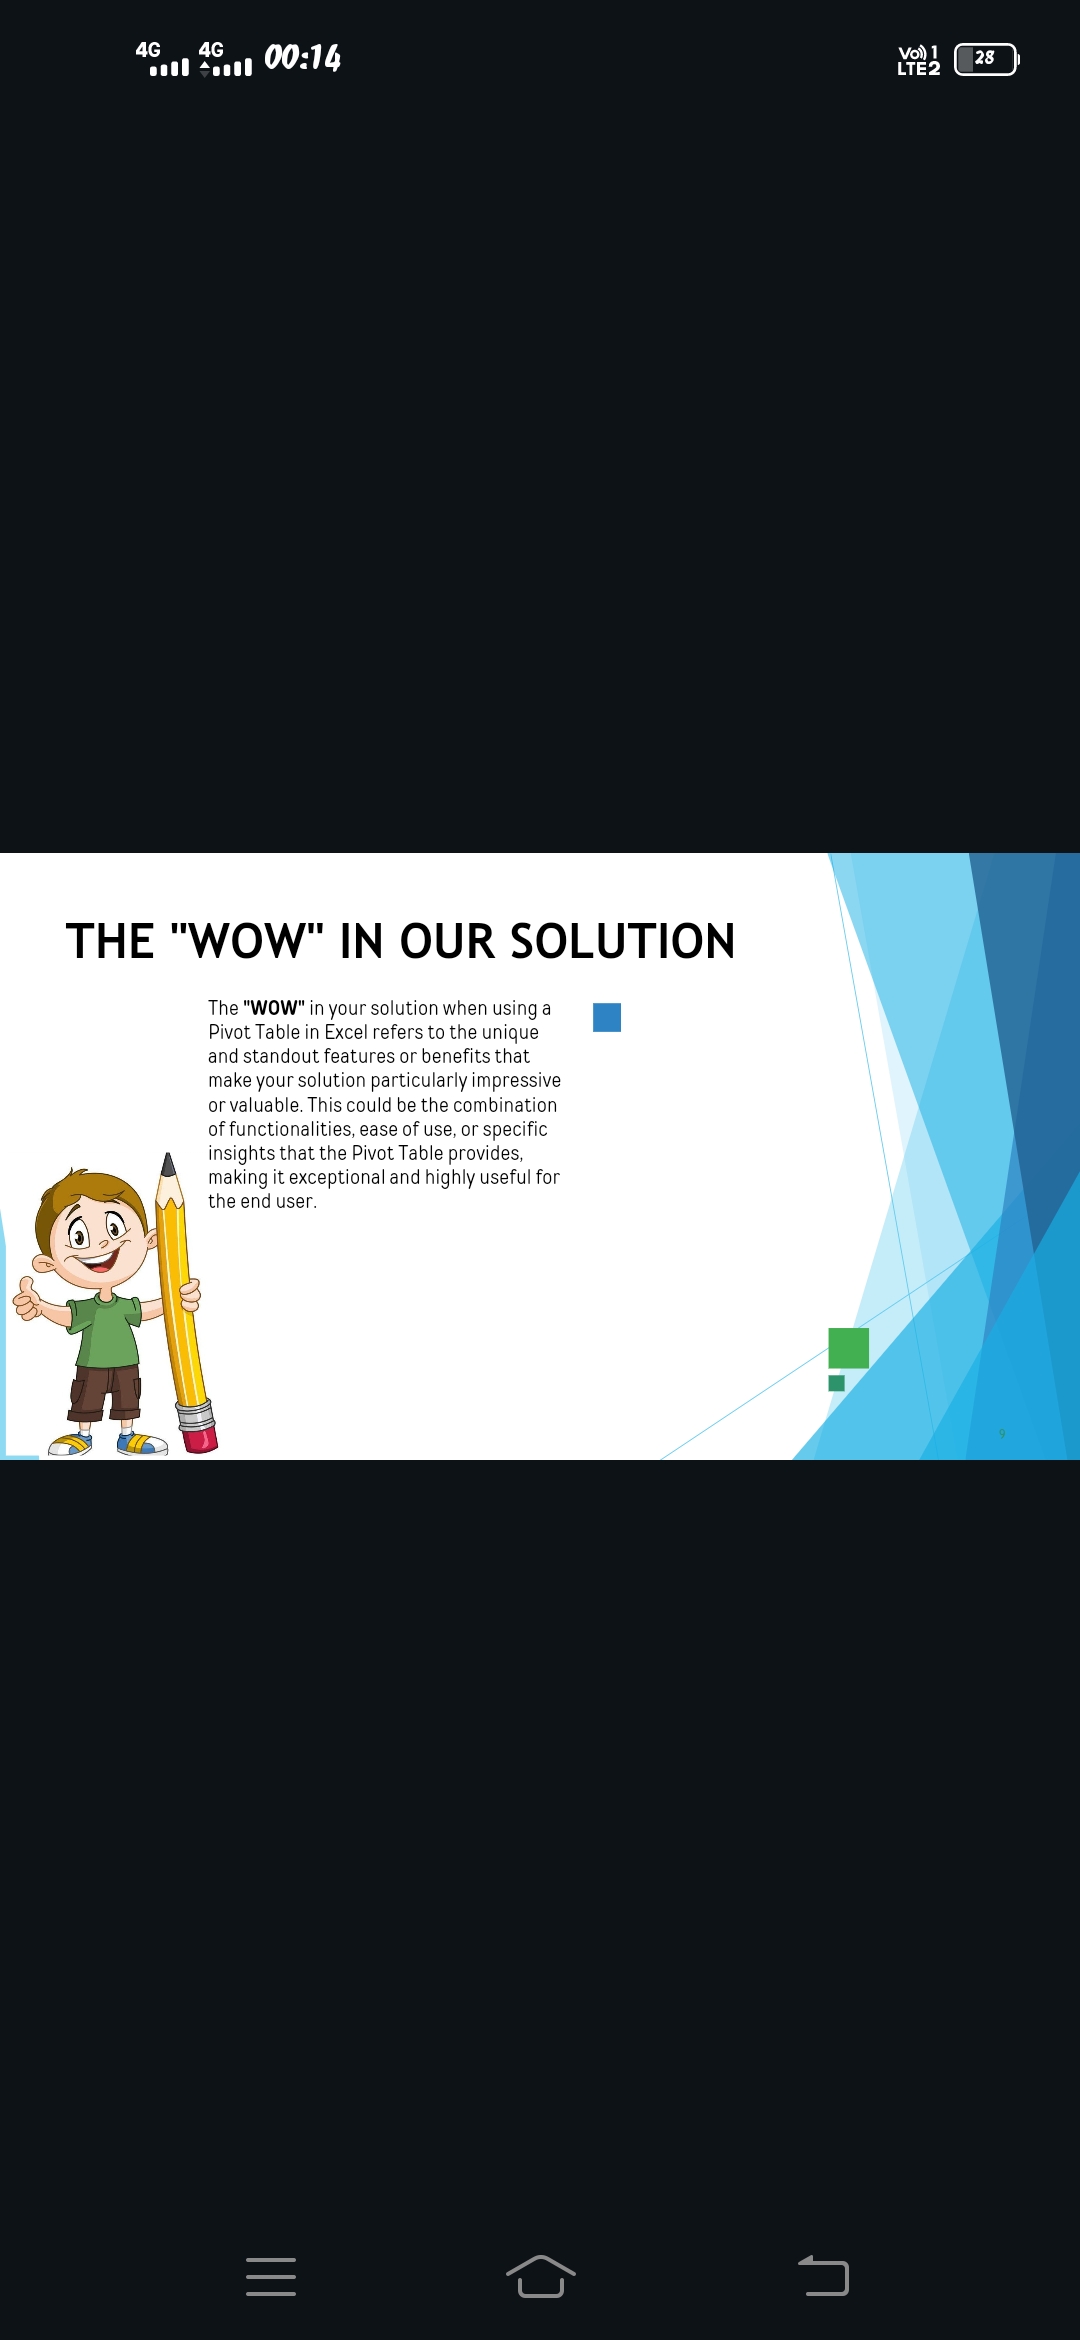 4G 4G 00:14
Vo)) 1
LTE2
28
THE "WOW" IN OUR SOLUTION
The "WOW" in your solution when using a
Pivot Table in Excel refers to the unique
and standout features or benefits that
make your solution particularly impressive
or valuable. This could be the combination
of functionalities, ease of use, or specific
insights that the Pivot Table provides,
making it exceptional and highly useful for
the end user.
9